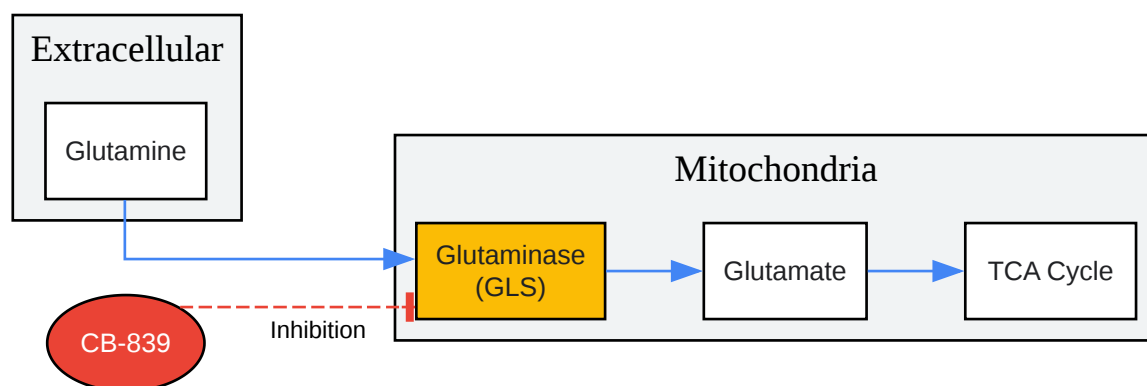 Extracellular
Glutamine
Mitochondria
Glutaminase
(GLS)
Glutamate
TCA Cycle
Inhibition
CB-839